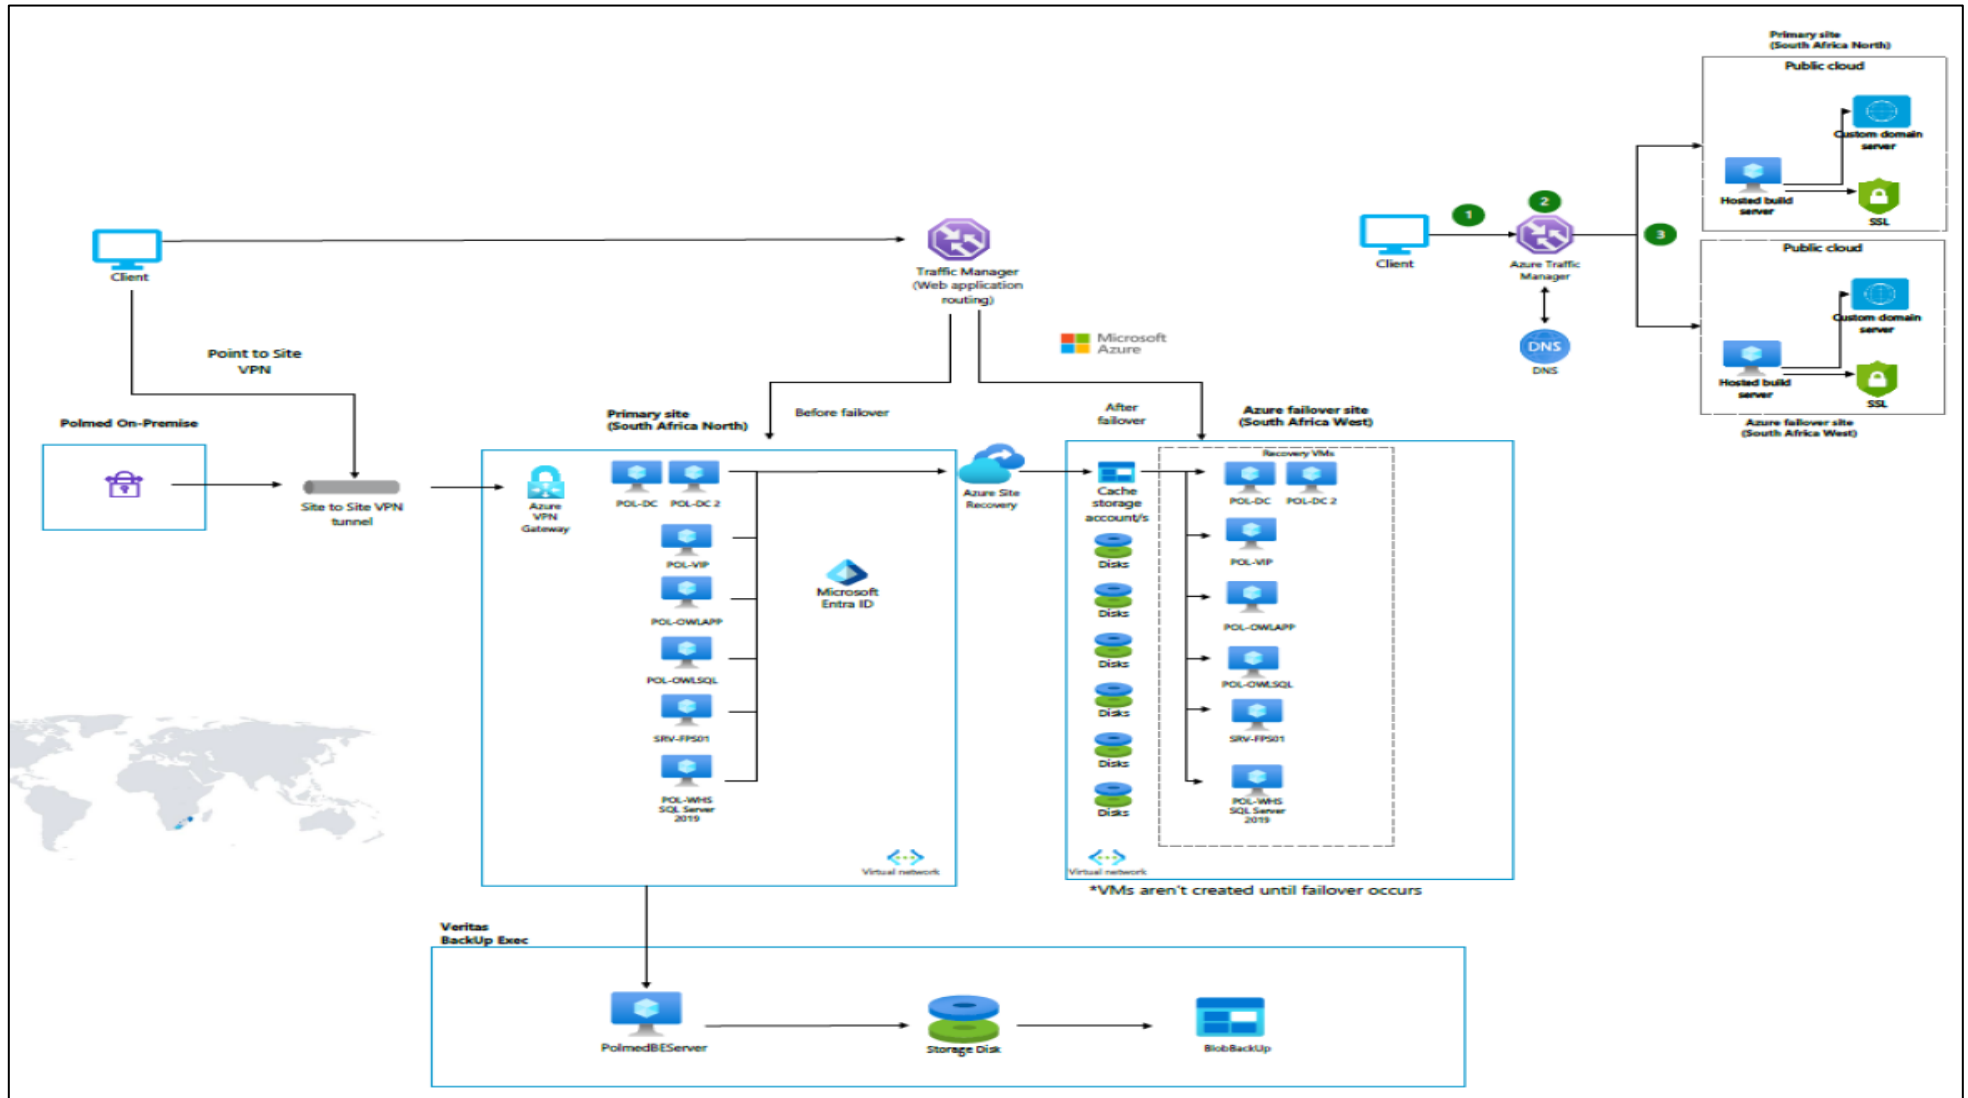 Primary site
(South Africa North)
Public cloud
Custom domain
server
Hosted build
server
SSL
1
2
3
Client
Azure Traffic
Manager
DNS
DNS
Public cloud
Custom domain
server
Hosted build
server
SSL
Azure failover site
(South Africa West)
Client
Traffic Manager
(Web application
routing)
Microsoft
Azure
Point to Site
VPN
Before failover
After
failover
Polmed On-Premise
Site to Site VPN
tunnel
Primary site
(South Africa North)
Azure
VPN
Gateway
POL-DC
POL-DC 2
POL-VIP
POL-OWLAPP
POL-OWLSQL
SRV-FPS01
POL-WHS
SQL Server
2019
Microsoft
Entra ID
Virtual network
Azure Site
Recovery
Azure failover site
(South Africa West)
Cache
storage
account/s
Disks
Disks
Disks
Disks
Disks
Disks
Recovery VMs
POL-DC
POL-DC 2
POL-VIP
POL-OWLAPP
POL-OWLSQL
SRV-FPS01
POL-WHS
SQL Server
2019
Virtual network
*VMs aren't created until failover occurs
Veritas
BackUp Exec
PolmedBEServer
Storage Disk
BlobBackUp